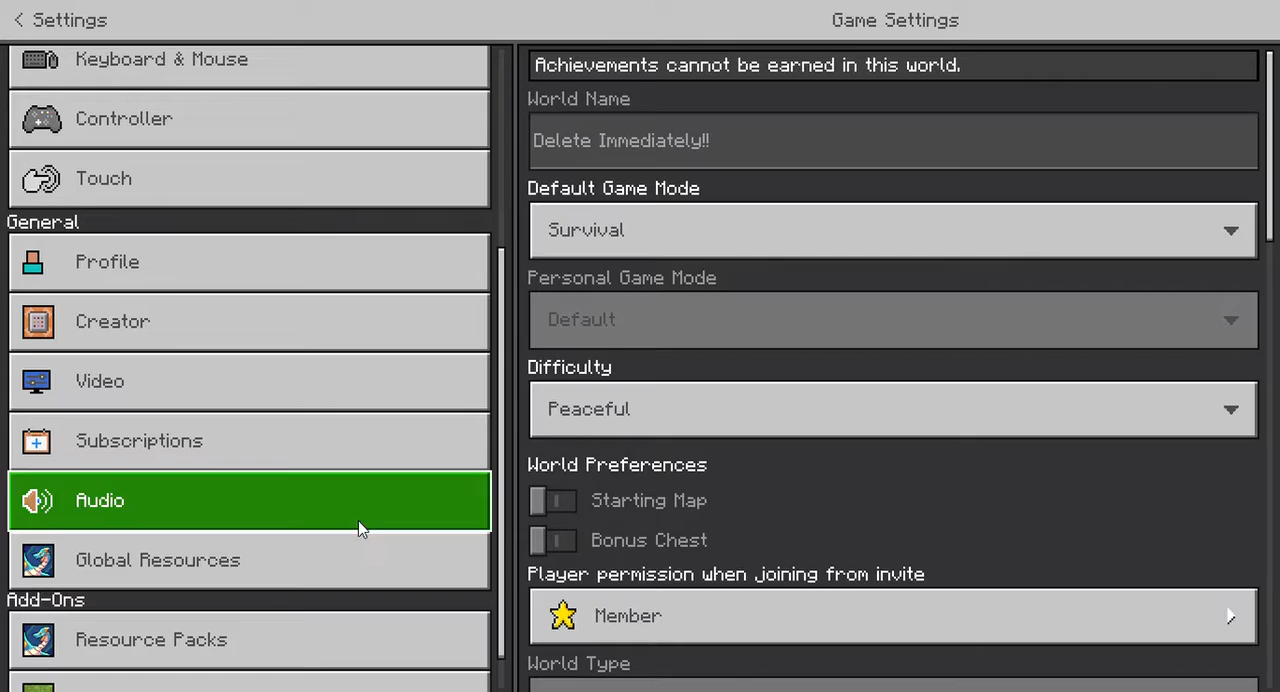 Settings
Game Settings
Keyboard & Mouse
Controller
Touch
General
Profile
Creator
Video
Subscriptions
Audio
Global Resources
Add-Ons
Resource Packs
Achievements cannot be earned in this world.
World Name
Delete Immediately!!
Default Game Mode
Survival
Personal Game Mode
Default
Difficulty
Peaceful
World Preferences
Starting Map
Bonus Chest
Player permission when joining from invite
Member
World Type